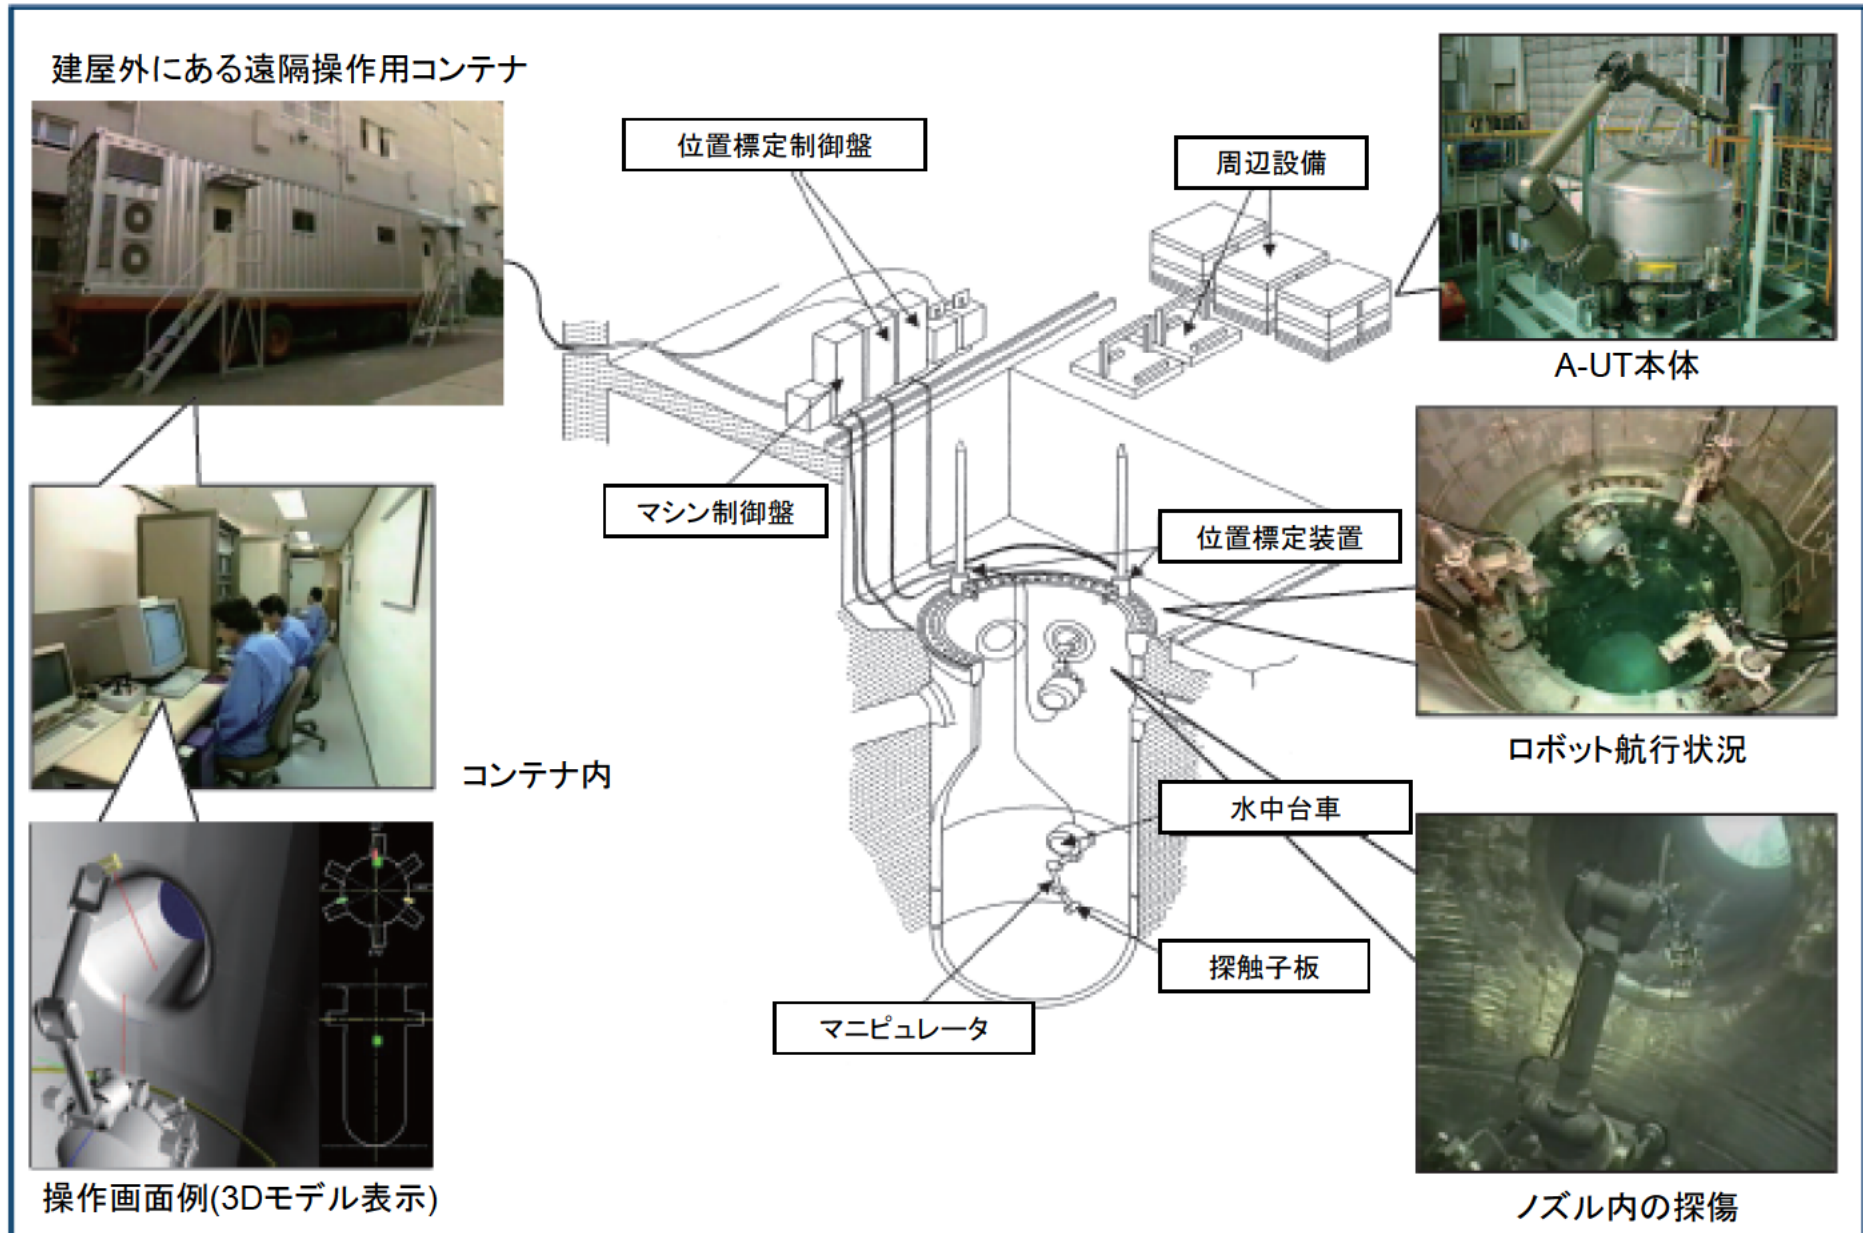 建屋外にある遠隔操作用コンテナ
位置標定制御盤
周辺設備
A-UT本体
マシン制御盤
位置標定装置
ロボット航行状況
コンテナ内
水中台車
探触子板
マニピュレータ
操作画面例(3Dモデル表示)
ノズル内の探傷